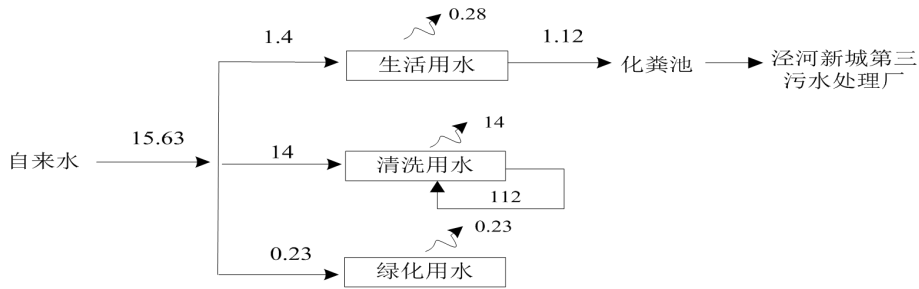 0.28
1.4
1.12
生活用水
化粪池
泾河新城第三
污水处理厂
15.63
14
自来水
14
清洗用水
112
0.23
0.23
绿化用水